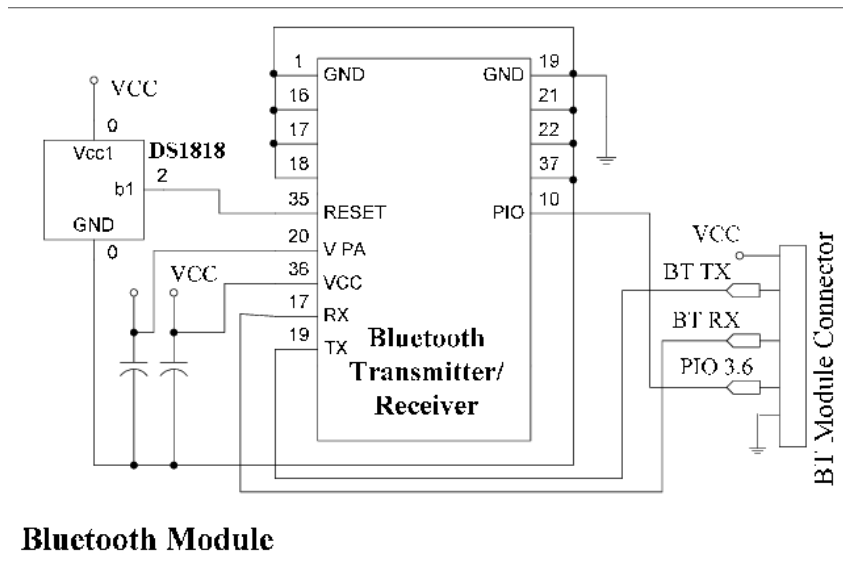 VCC
0
Vcc1
DS1818
b1
2
GND
0
VCC
1
GND
16
17
18
35
RESET
20
V PA
36
VCC
17
RX
19
TX
19
GND
21
22
37
10
PIO
Bluetooth
Transmitter/
Receiver
VCC
BT TX
BT RX
PIO 3.6
BT Module Connector
Bluetooth Module